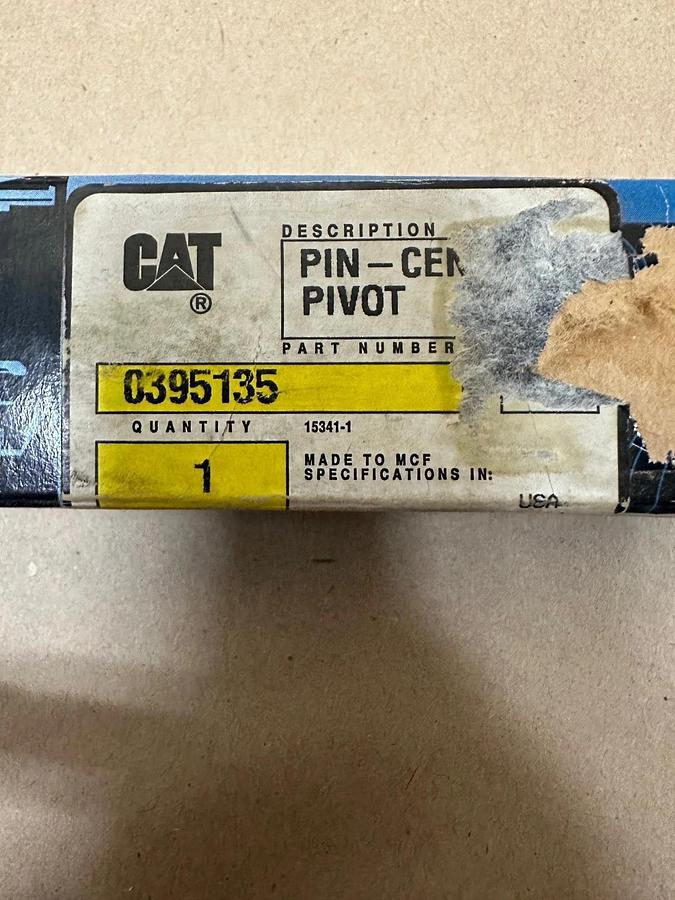 CAT
®
DESCRIPTION
PIN-CEN
PIVOT
PART NUMBER
0395135
QUANTITY
15341-1
1
MADE TO MCF
SPECIFICATIONS IN:
USA